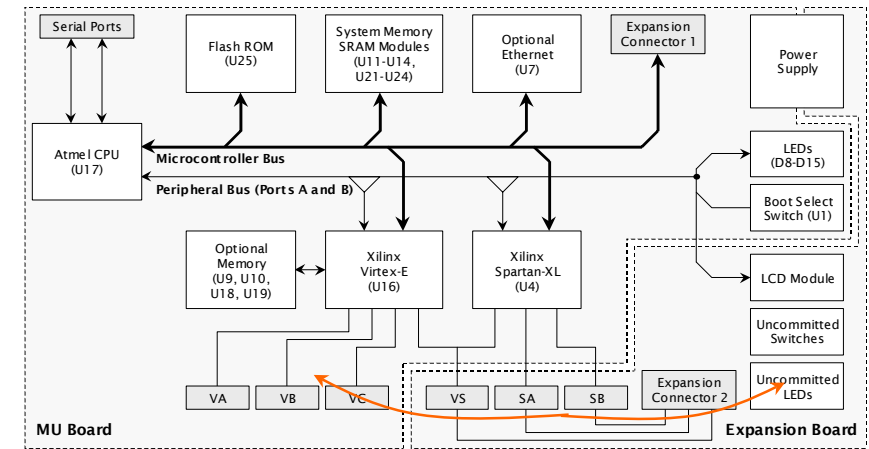 Serial Ports
Flash ROM
(U25)
System Memory
SRAM Modules
(U11-U14,
U21-U24)
Optional
Ethernet
(U7)
Expansion
Connector 1
Power
Supply
Atmel CPU
(U17)
Microcontroller Bus
Peripheral Bus (Ports A and B)
LEDs
(D8-D15)
Boot Select
Switch (U1)
Optional
Memory
(U9, U10,
U18, U19)
Xilinx
Virtex-E
(U16)
Xilinx
Spartan-XL
(U4)
LCD Module
Uncommitted
Switches
Uncommitted
LEDs
VA
VB
VC
VS
SA
SB
Expansion
Connector 2
MU Board
Expansion Board